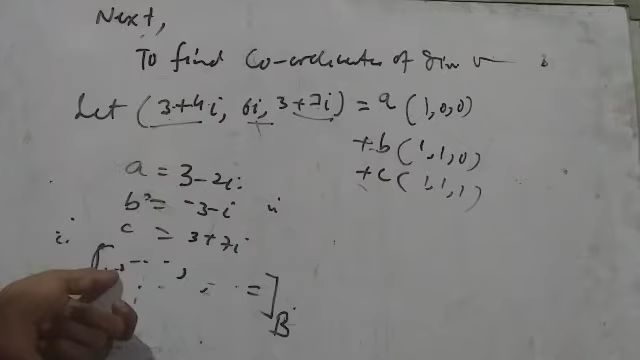 Next,
To find Co-ordinates of given v
Let (3+4i, 6i, 3+7i) = a (1,0,0)
+b (1,1,0)
+c (1,1,1)
a = 3-2i
b = -3-i
c = 3+7i
]B